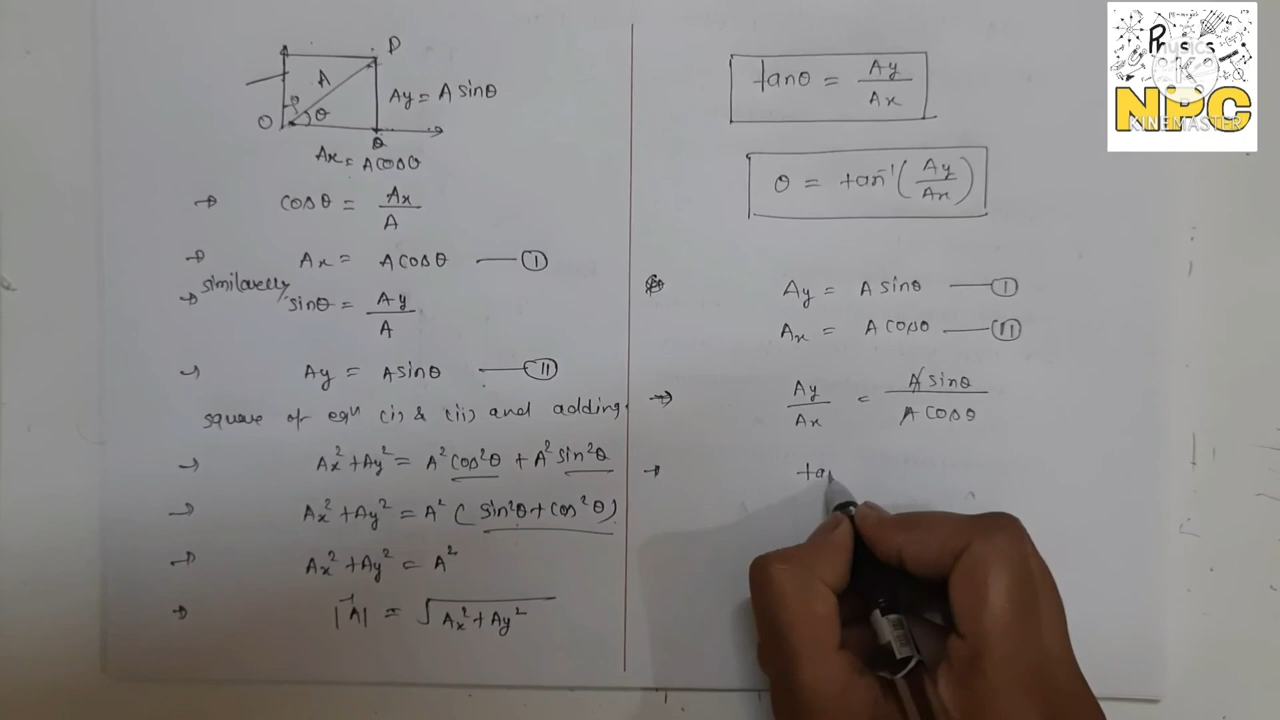 P
A
Ay = A sinθ
O
θ
Q
Ax = A cosθ
→ cosθ = Ax/A
→ Ax = A cosθ —— (I)
similarely
→ sinθ = Ay/A
→ Ay = A sinθ —— (II)
square of eqⁿ (i) & (ii) and adding.
→ Ax² + Ay² = A² cos²θ + A² sin²θ
→ Ax² + Ay² = A² ( sin²θ + cos²θ )
→ Ax² + Ay² = A²
→ |A⃗| = √(Ax² + Ay²)
tanθ = Ay/Ax
θ = tan⁻¹ (Ay/Ax)
Ay = A sinθ —— (I)
Ax = A cosθ —— (II)
→ Ay/Ax = A sinθ / A cosθ
→ ta
Physics
K
NPC
KINEMASTER